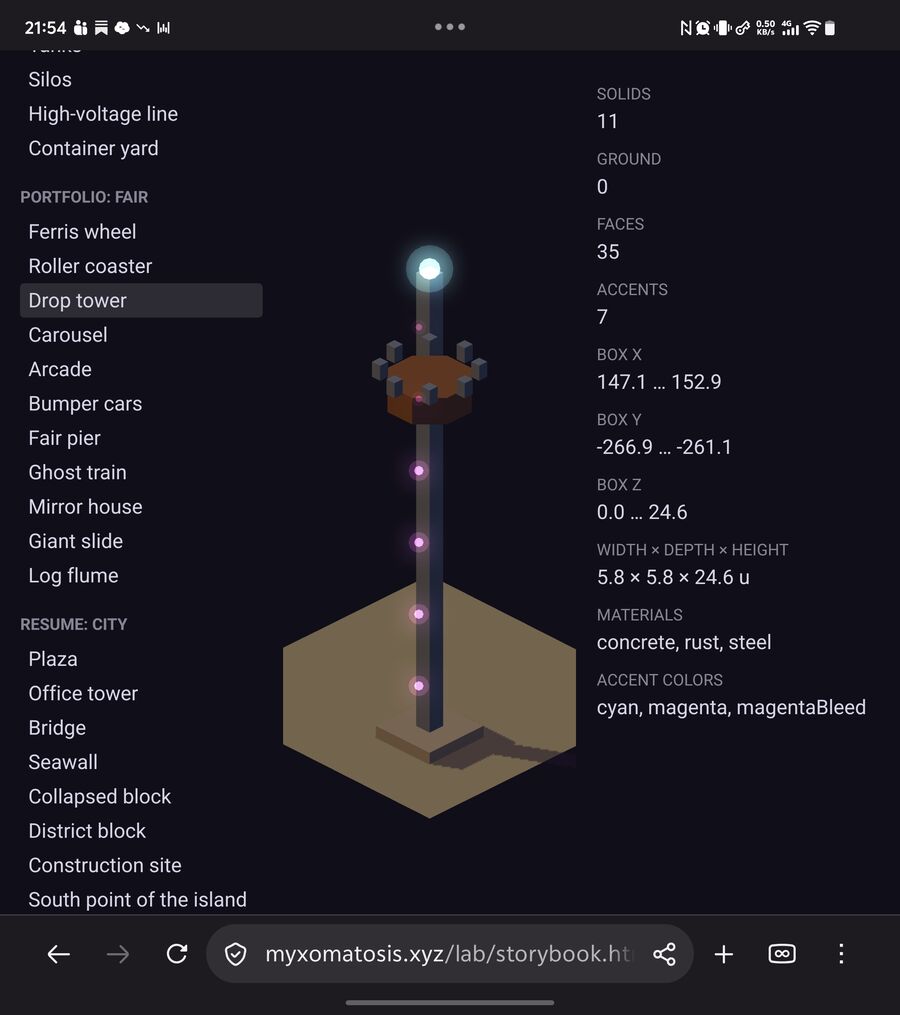 21:54
0.50
KB/s
4G
Silos
High-voltage line
Container yard
PORTFOLIO: FAIR
Ferris wheel
Roller coaster
Drop tower
Carousel
Arcade
Bumper cars
Fair pier
Ghost train
Mirror house
Giant slide
Log flume
RESUME: CITY
Plaza
Office tower
Bridge
Seawall
Collapsed block
District block
Construction site
South point of the island
SOLIDS
11
GROUND
0
FACES
35
ACCENTS
7
BOX X
147.1 … 152.9
BOX Y
-266.9 … -261.1
BOX Z
0.0 … 24.6
WIDTH × DEPTH × HEIGHT
5.8 × 5.8 × 24.6 u
MATERIALS
concrete, rust, steel
ACCENT COLORS
cyan, magenta, magentaBleed
myxomatosis.xyz/lab/storybook.ht